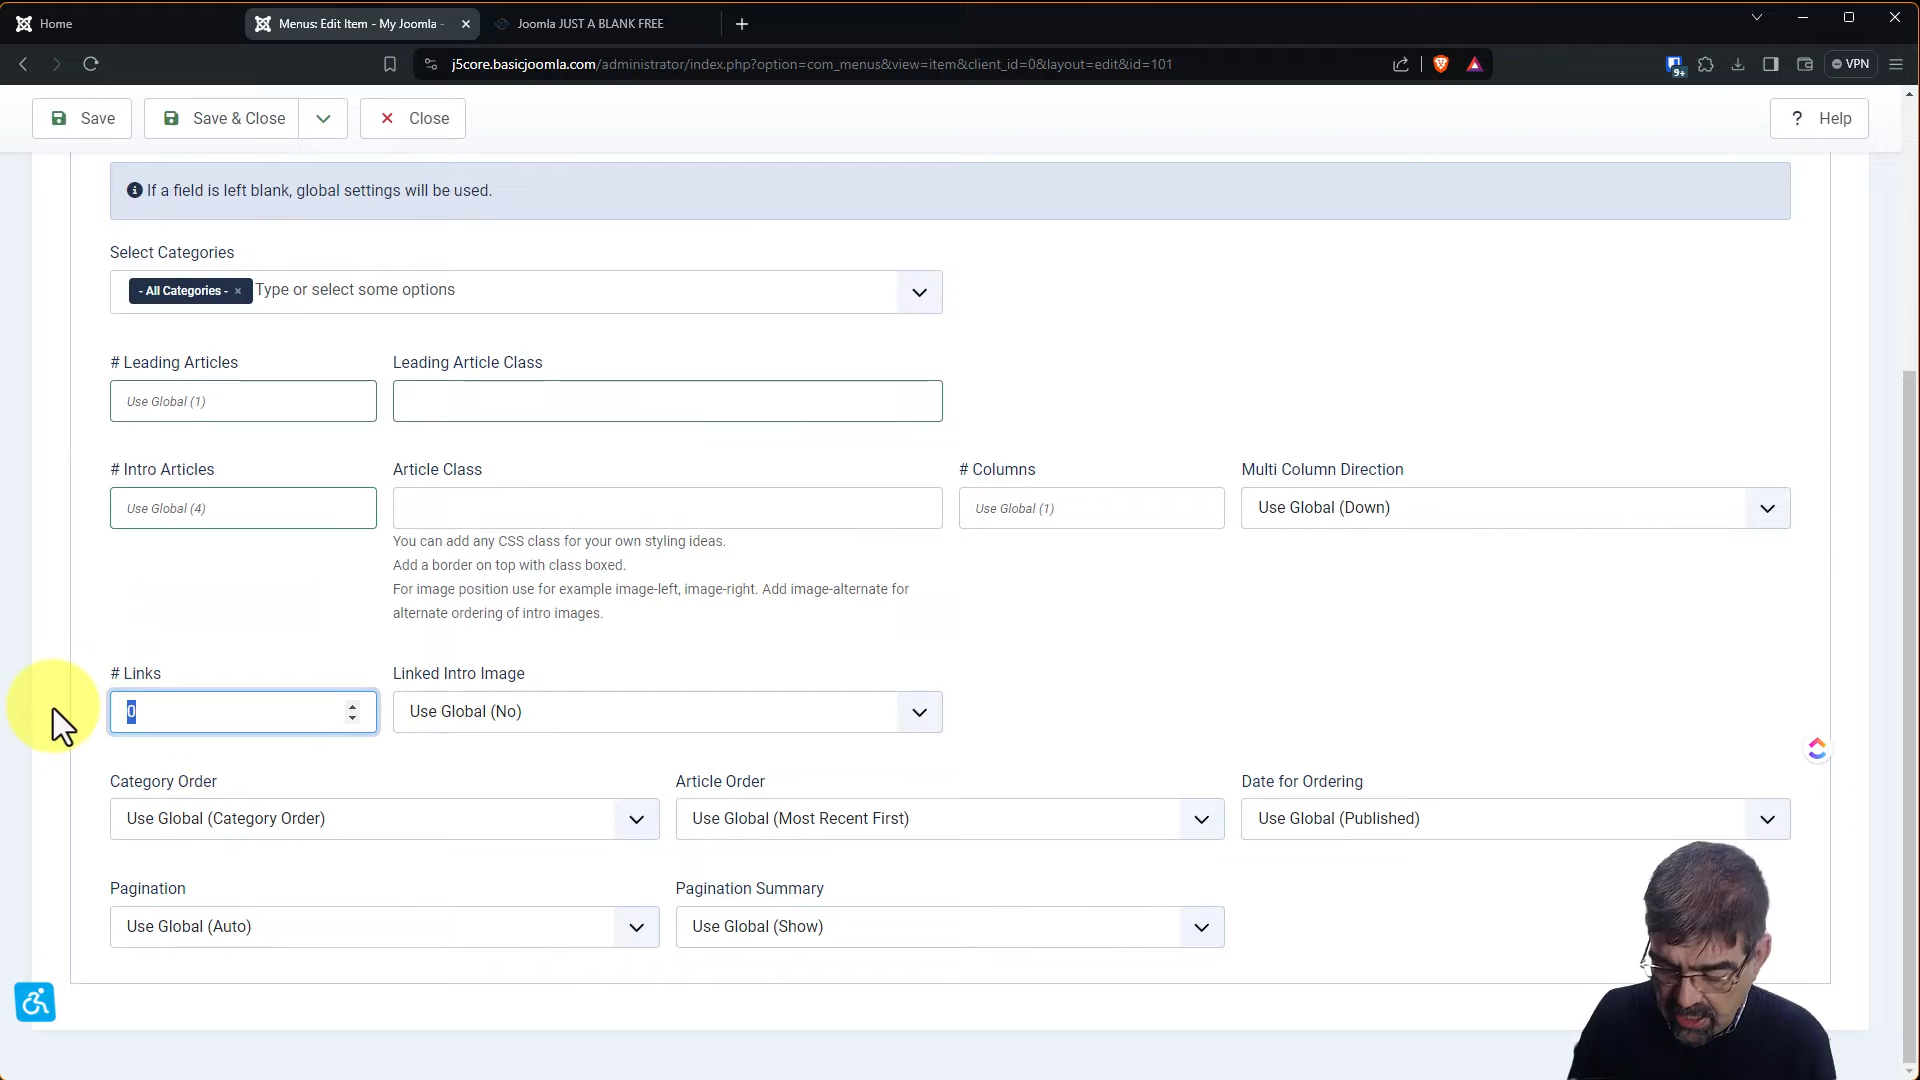 Home
Menus: Edit Item - My Joomla -
Joomla JUST A BLANK FREE
j5core.basicjoomla.com/administrator/index.php?option=com_menus&view=item&client_id=0&layout=edit&id=101
9+
VPN
Save
Save & Close
Close
? Help
If a field is left blank, global settings will be used.
Select Categories
- All Categories - × Type or select some options
# Leading Articles
Leading Article Class
Use Global (1)
# Intro Articles
Article Class
# Columns
Multi Column Direction
Use Global (4)
Use Global (1)
Use Global (Down)
You can add any CSS class for your own styling ideas.
Add a border on top with class boxed.
For image position use for example image-left, image-right. Add image-alternate for
alternate ordering of intro images.
# Links
Linked Intro Image
0
Use Global (No)
Category Order
Article Order
Date for Ordering
Use Global (Category Order)
Use Global (Most Recent First)
Use Global (Published)
Pagination
Pagination Summary
Use Global (Auto)
Use Global (Show)